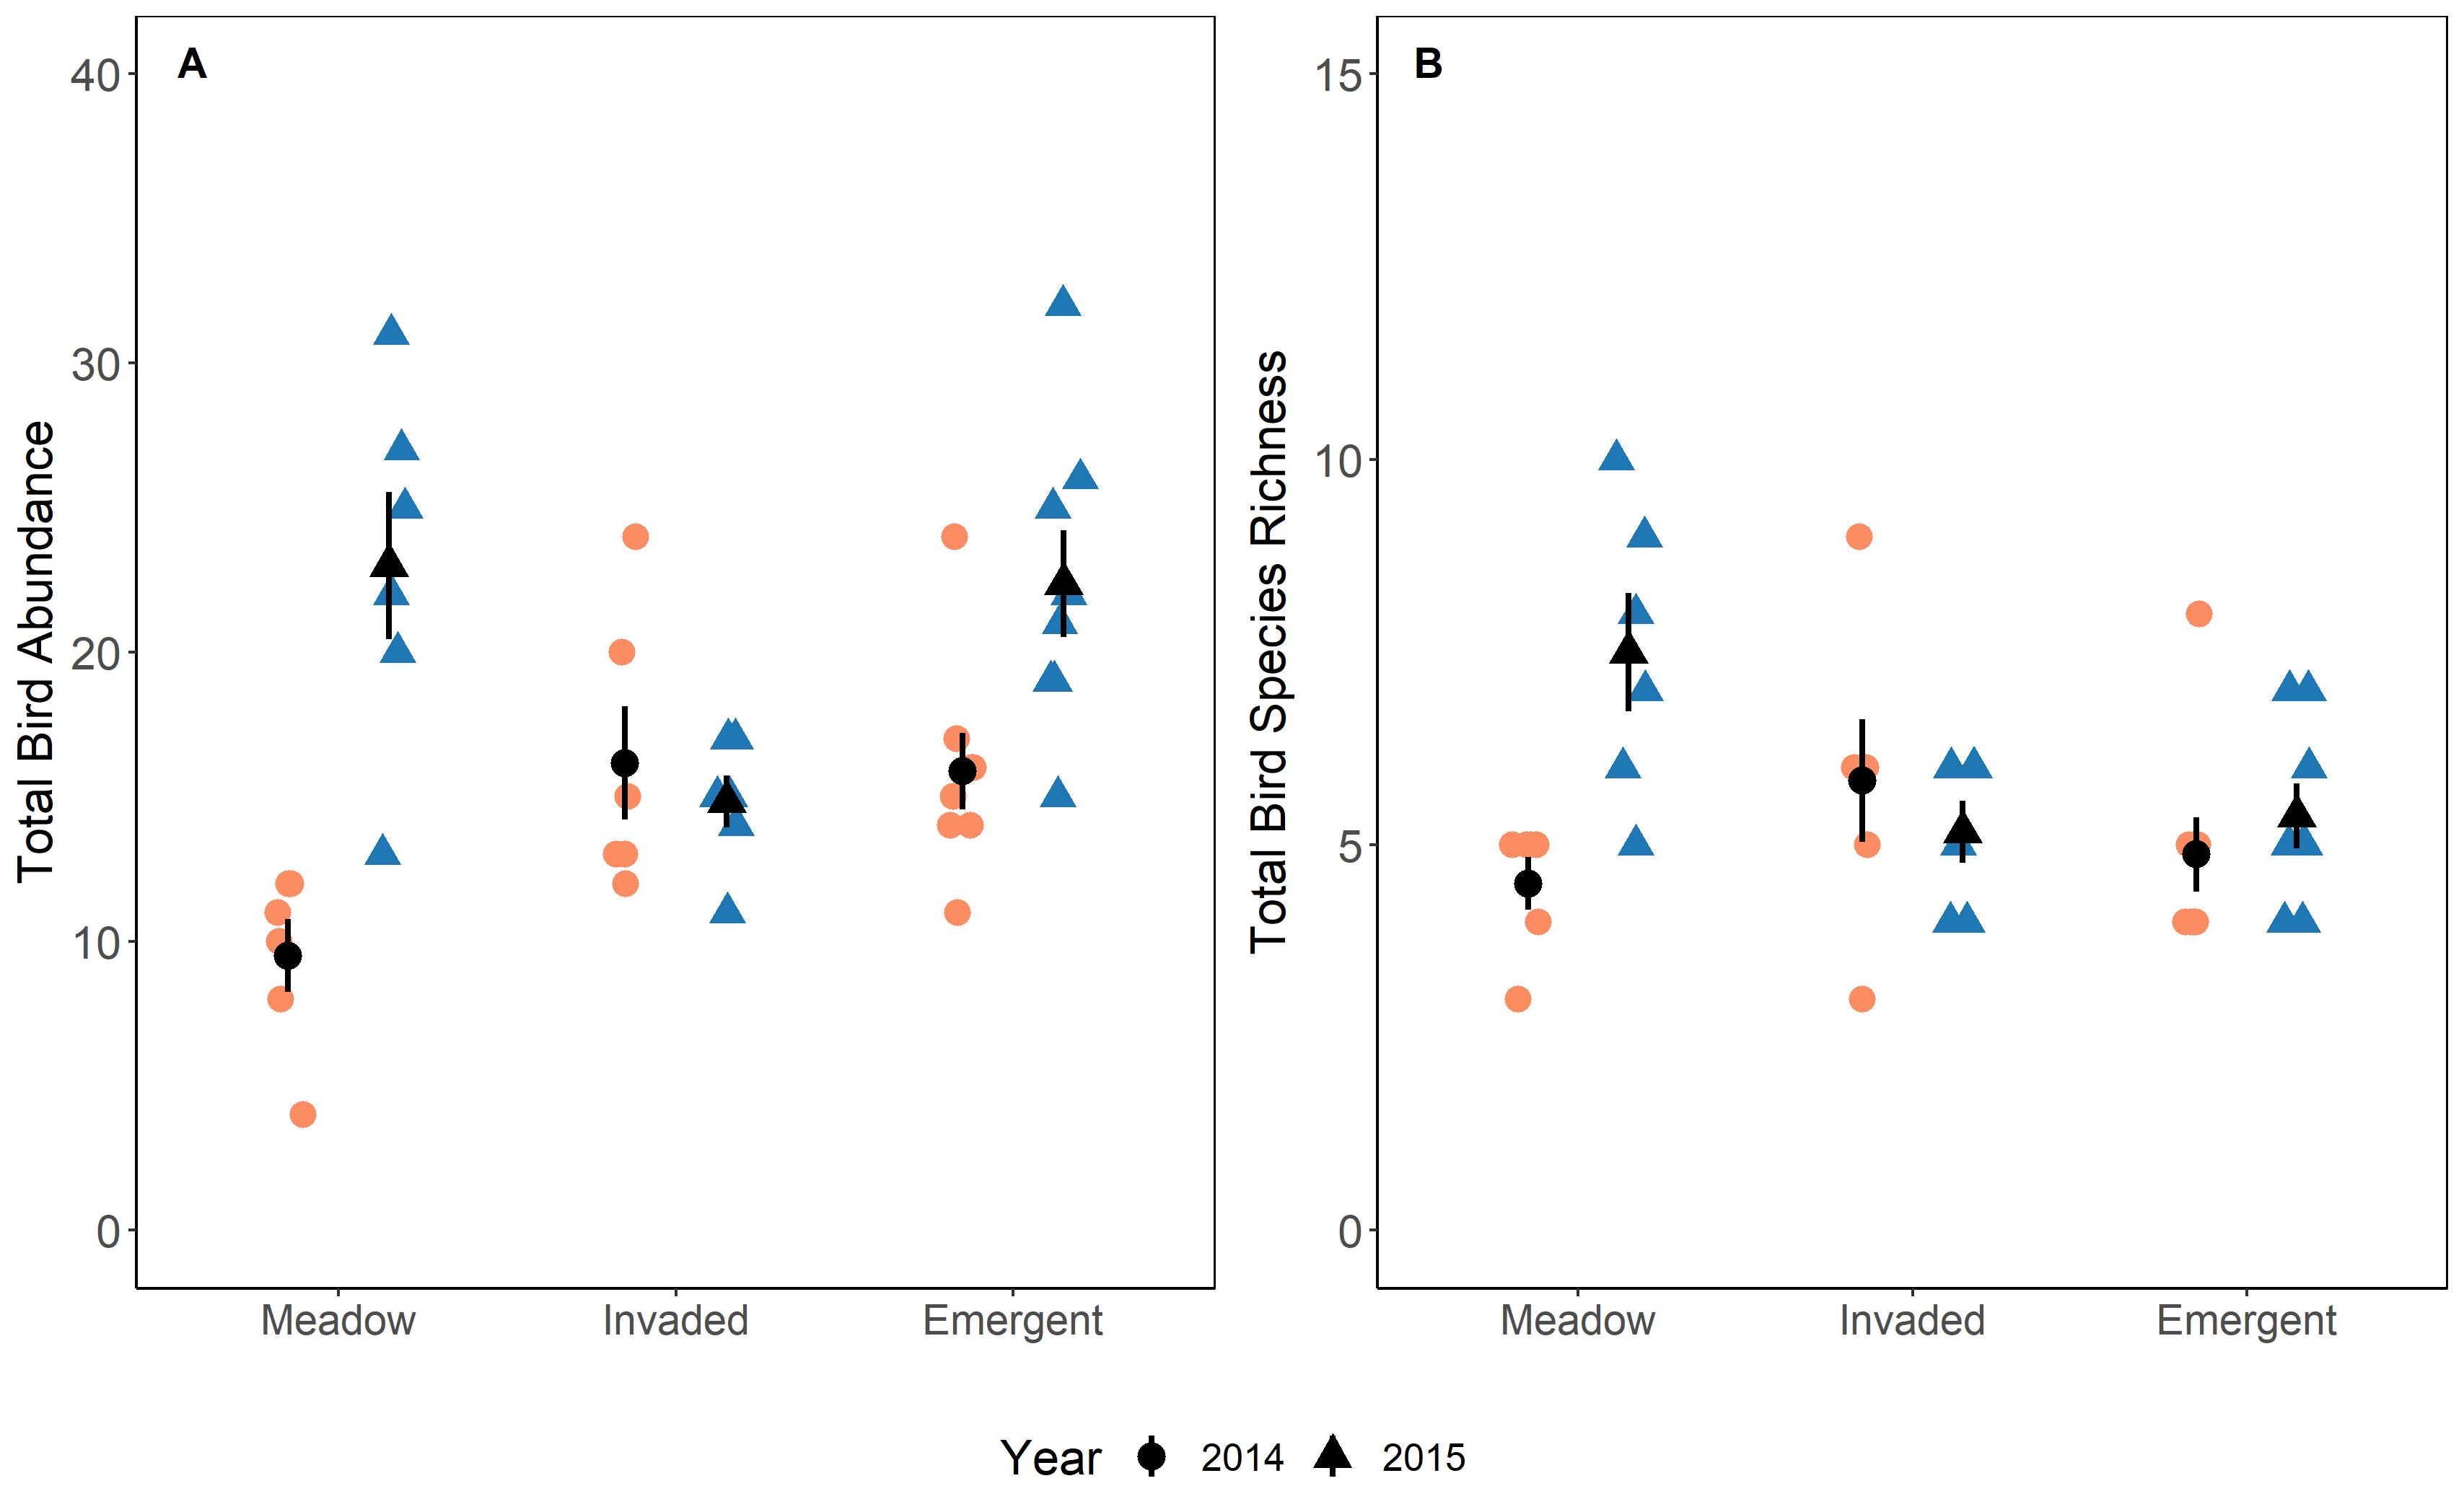 A
Total Bird Abundance
40
30
20
10
0
Meadow Invaded Emergent
B
Total Bird Species Richness
15
10
5
0
Meadow Invaded Emergent
Year 2014 2015